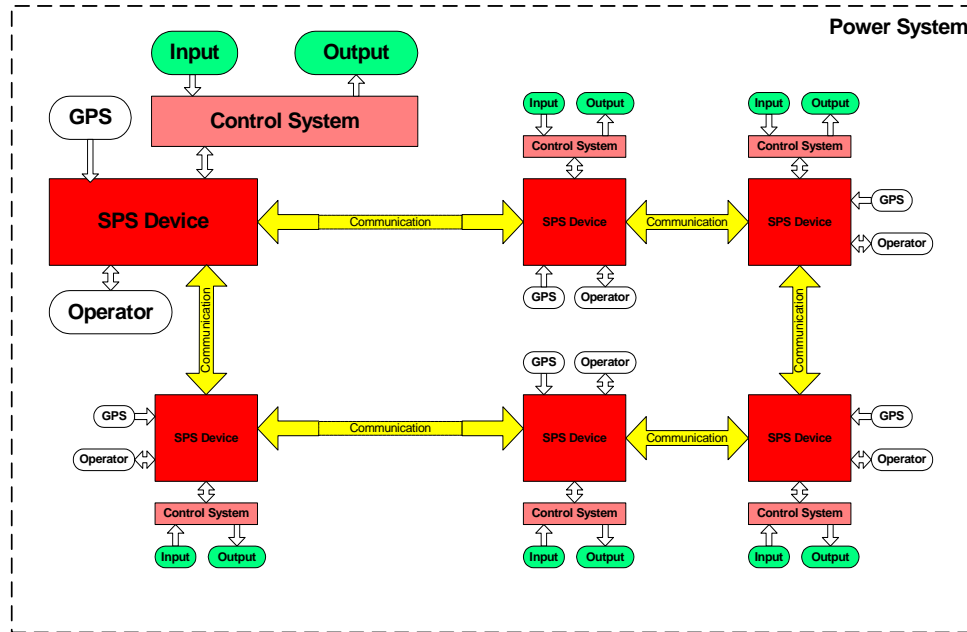 Power System
Input
Output
GPS
Control System
SPS Device
Operator
Communication
Input
Output
Control System
SPS Device
GPS
Operator
Communication
Input
Output
Control System
SPS Device
GPS
Operator
Communication
Communication
GPS
Operator
SPS Device
Control System
Input
Output
Communication
GPS
Operator
SPS Device
Control System
Input
Output
Communication
SPS Device
GPS
Operator
Control System
Input
Output